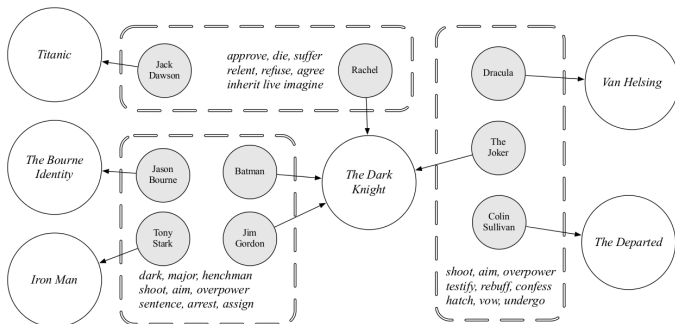 Titanic
Jack
Dawson
approve, die, suffer
relent, refuse, agree
inherit live imagine
Rachel
Dracula
Van Helsing
The Bourne
Identity
Jason
Bourne
Batman
The Dark
Knight
The
Joker
Tony
Stark
Jim
Gordon
Colin
Sullivan
The Departed
Iron Man
dark, major, henchman
shoot, aim, overpower
sentence, arrest, assign
shoot, aim, overpower
testify, rebuff, confess
hatch, vow, undergo